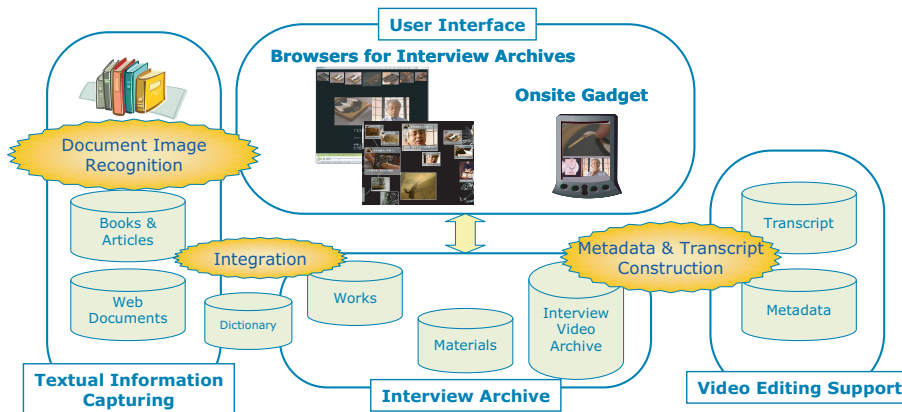 User Interface
Browsers for Interview Archives
Onsite Gadget
Document Image
Recognition
Books &
Articles
Web
Documents
Dictionary
Integration
Works
Materials
Interview
Video
Archive
Metadata & Transcript
Construction
Transcript
Metadata
Textual Information
Capturing
Interview Archive
Video Editing Support